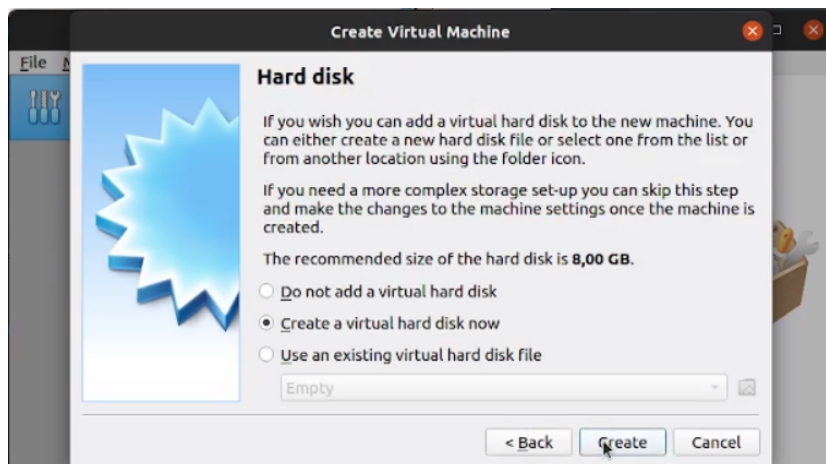 Create Virtual Machine
File
Hard disk
If you wish you can add a virtual hard disk to the new machine. You
can either create a new hard disk file or select one from the list or
from another location using the folder icon.
If you need a more complex storage set-up you can skip this step
and make the changes to the machine settings once the machine is
created.
The recommended size of the hard disk is 8,00 GB.
Do not add a virtual hard disk
Create a virtual hard disk now
Use an existing virtual hard disk file
Empty
< Back
Create
Cancel